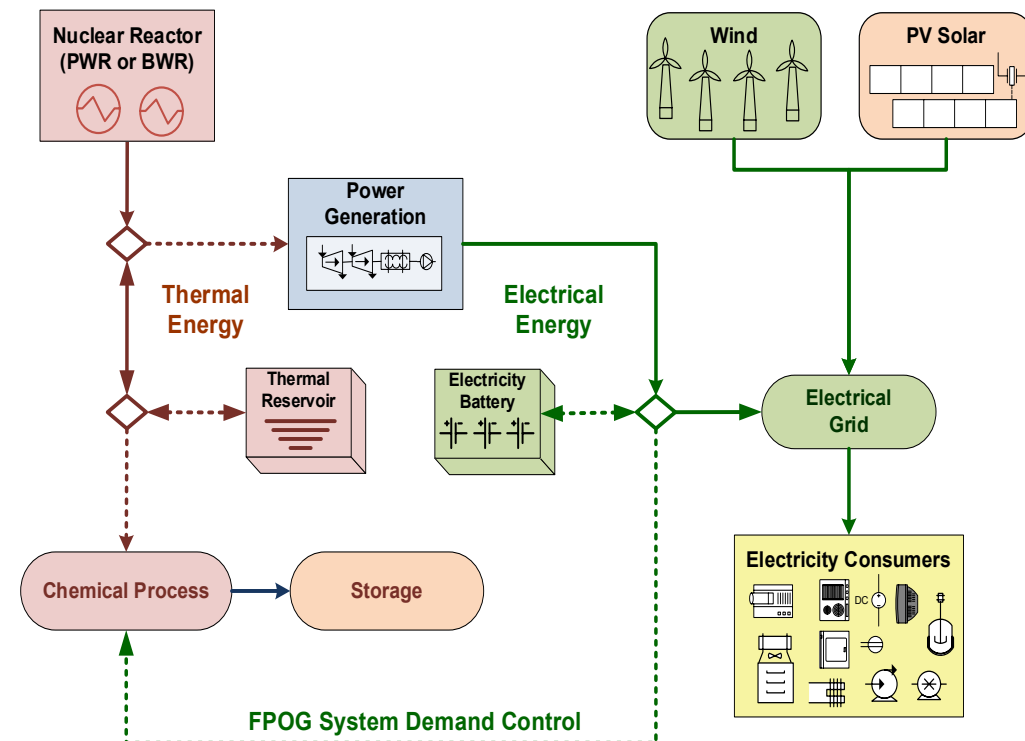 Nuclear Reactor
(PWR or BWR)
Wind
PV Solar
Power
Generation
Thermal
Energy
Electrical
Energy
Thermal
Reservoir
Electricity
Battery
Electrical
Grid
Chemical Process
Storage
Electricity Consumers
DC
FPOG System Demand Control